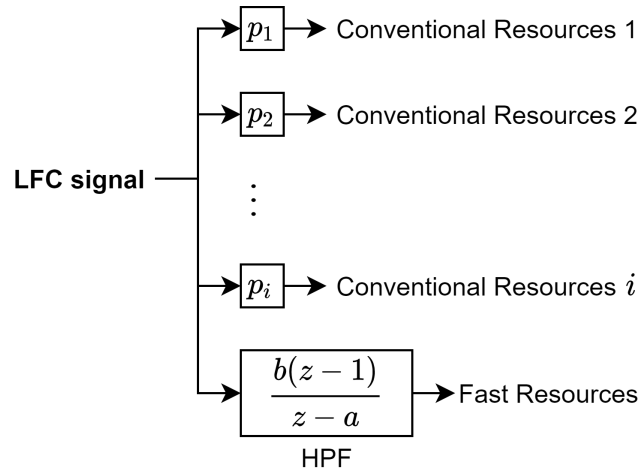 p₁ Conventional Resources 1
p₂ Conventional Resources 2
LFC signal
⋮
pᵢ Conventional Resources i
b(z − 1)
z − a
Fast Resources
HPF